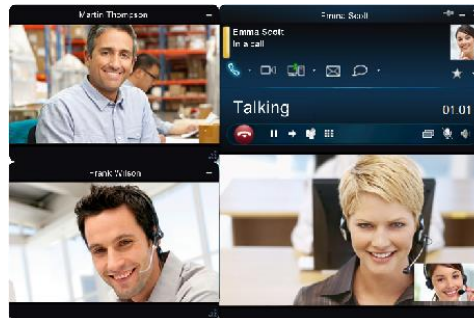 Martin Thompson
Emma Scott
Emma Scott
In a call
Talking
01:01
Frank Wilson